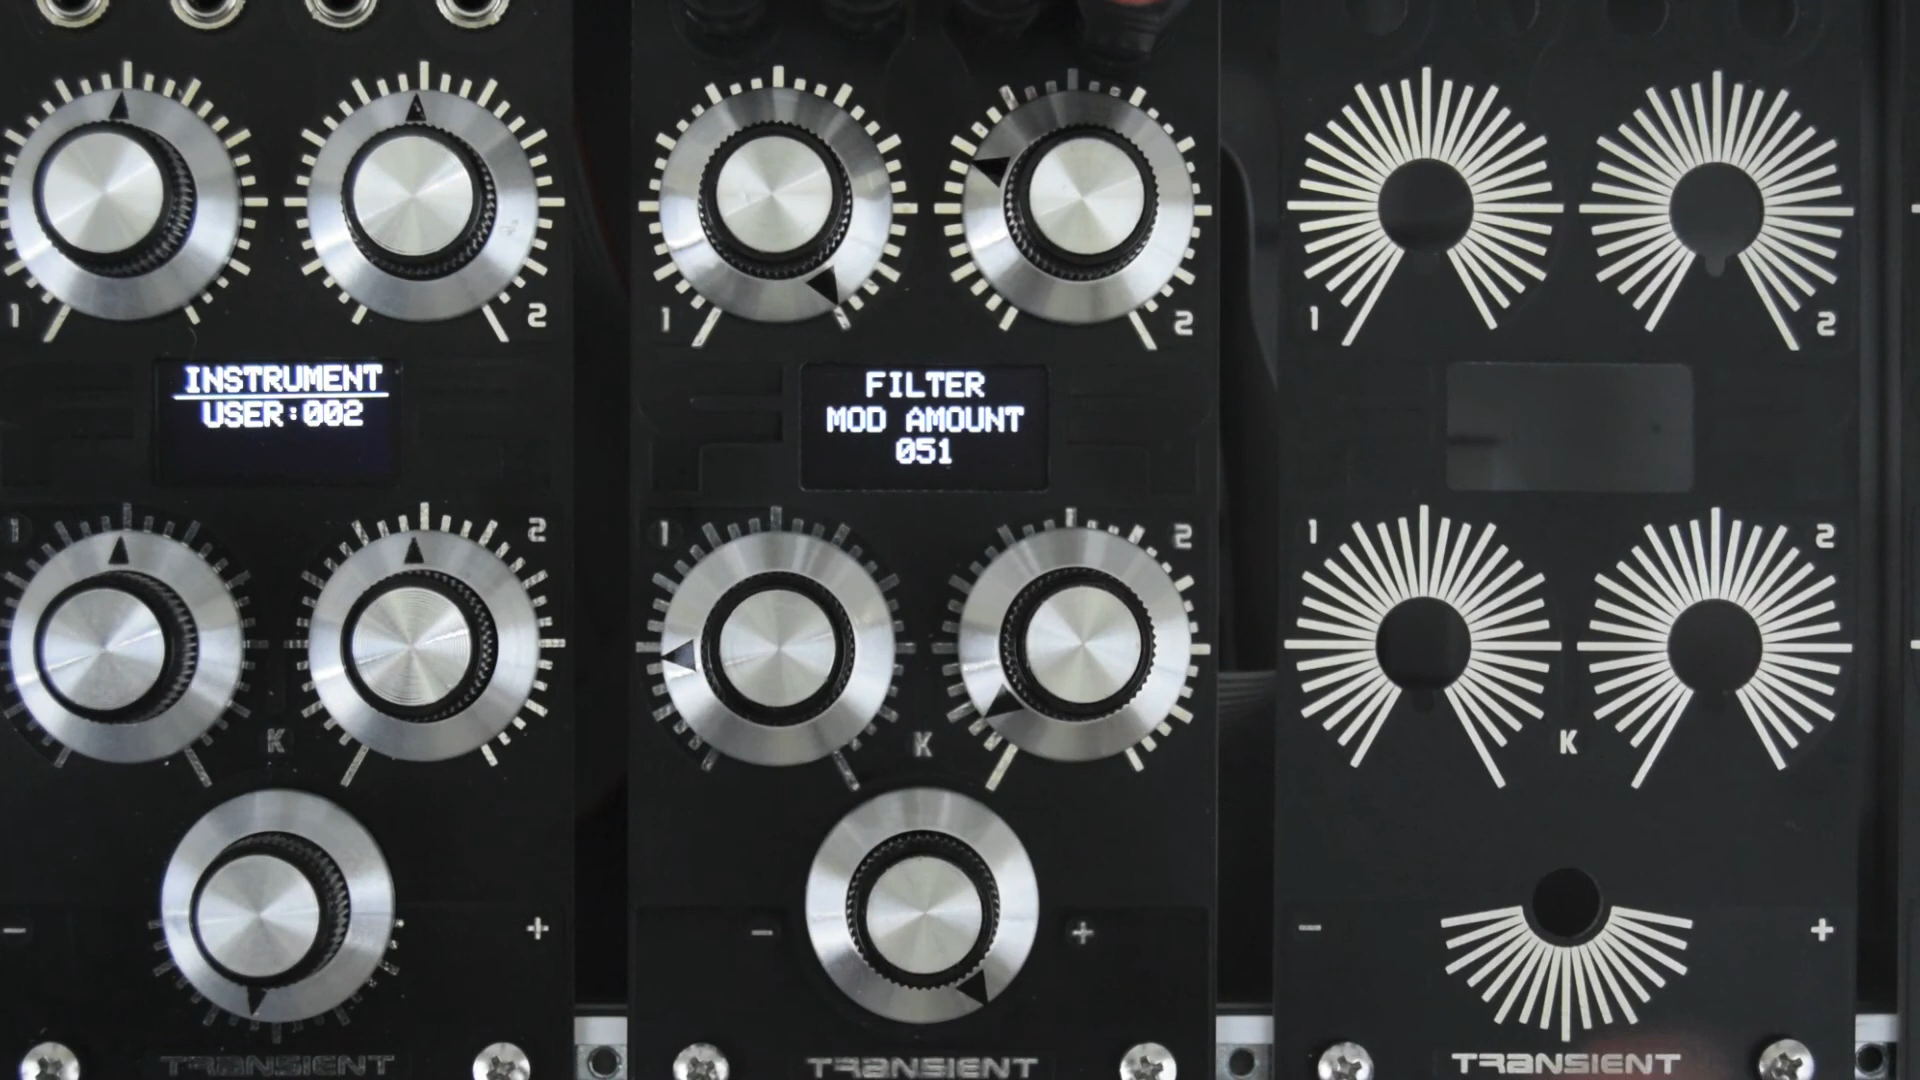 1 2
INSTRUMENT
USER:002
1 2
K
- +
TRANSIENT
1 2
FILTER
MOD AMOUNT
051
1 2
K
- +
TRANSIENT
1 2
1 2
K
- +
TRANSIENT